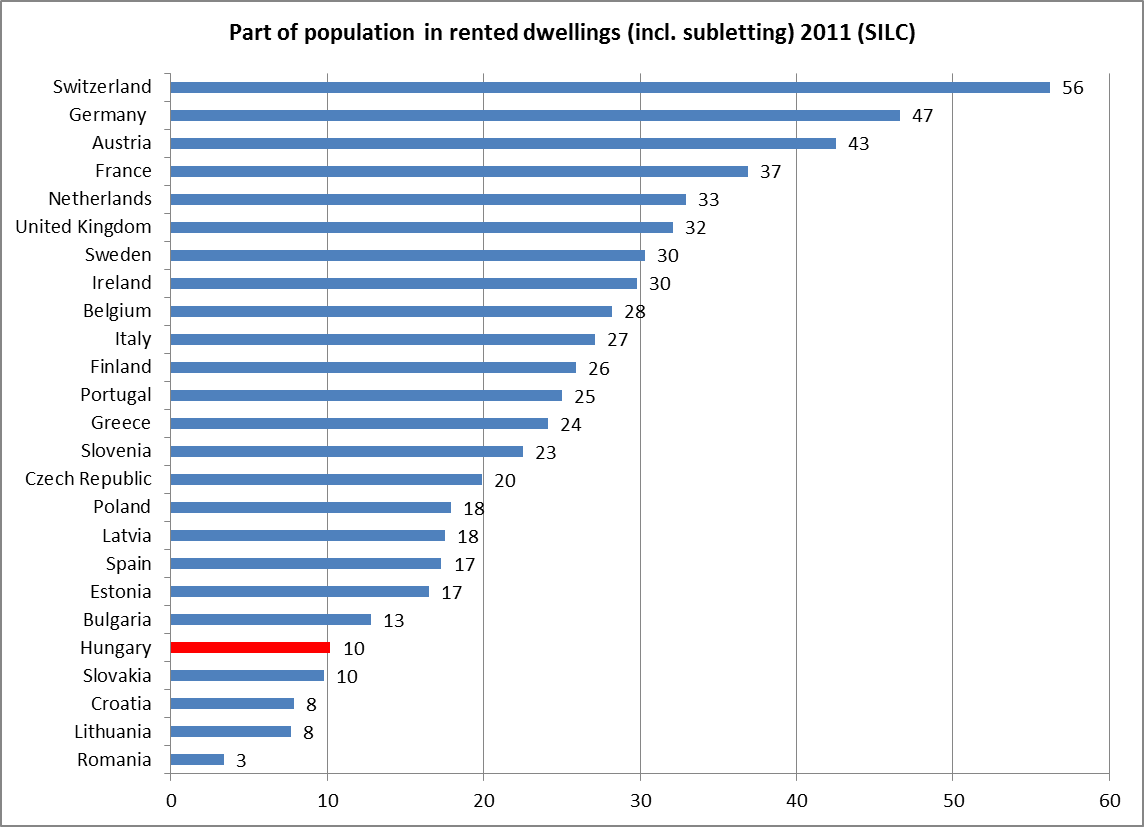 Part of population in rented dwellings (incl. subletting) 2011 (SILC)
Switzerland 56
Germany 47
Austria 43
France 37
Netherlands 33
United Kingdom 32
Sweden 30
Ireland 30
Belgium 28
Italy 27
Finland 26
Portugal 25
Greece 24
Slovenia 23
Czech Republic 20
Poland 18
Latvia 18
Spain 17
Estonia 17
Bulgaria 13
Hungary 10
Slovakia 10
Croatia 8
Lithuania 8
Romania 3
0 10 20 30 40 50 60